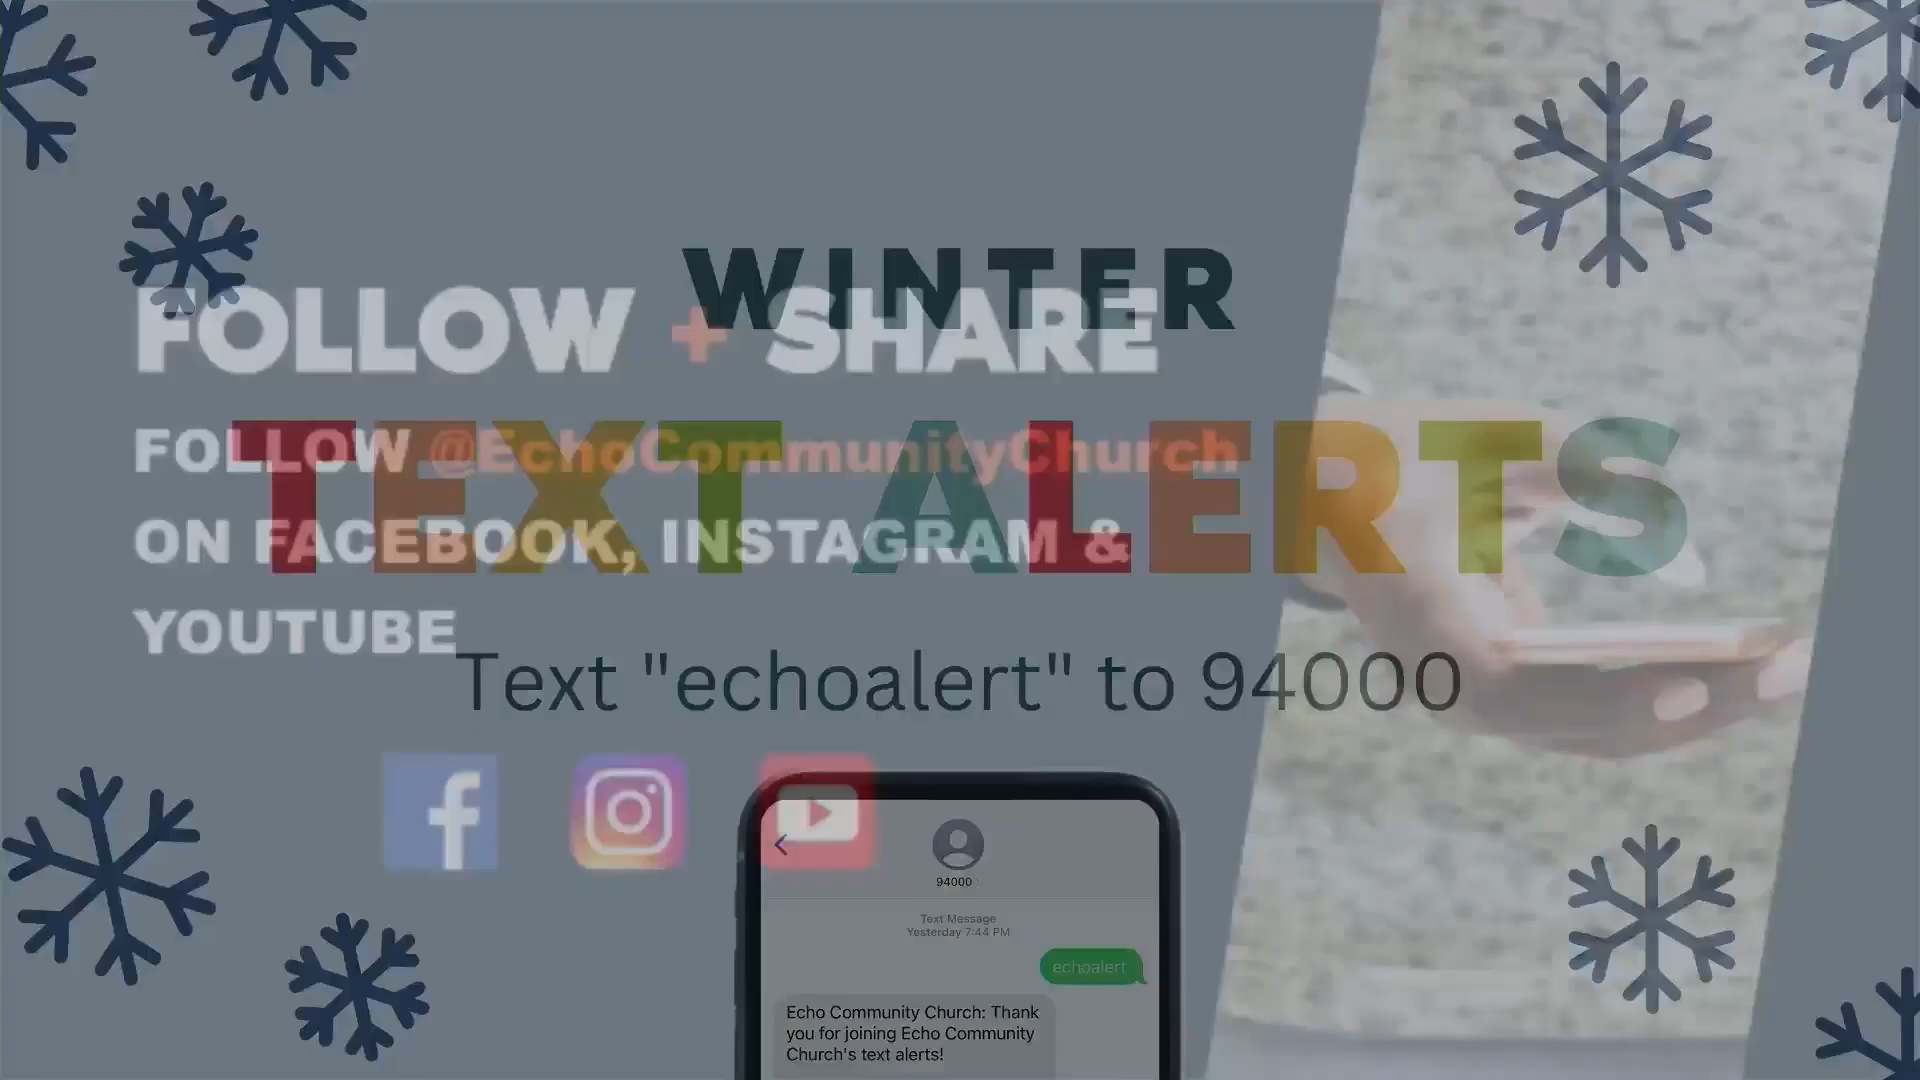 WINTER
TEXT ALERTS
Text "echoalert" to 94000
FOLLOW + SHARE
FOLLOW @EchoCommunityChurch
ON FACEBOOK, INSTAGRAM &
YOUTUBE
94000
Text Message
Yesterday 7:44 PM
echoalert
Echo Community Church: Thank
you for joining Echo Community
Church's text alerts!